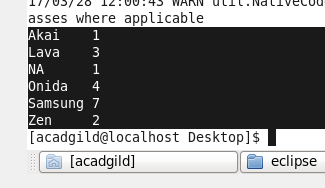 17/03/28 12:00:43 WARN util.NativeCod
asses where applicable
Akai 1
Lava 3
NA 1
Onida 4
Samsung 7
Zen 2
[acadgild@localhost Desktop]$
[acadgild]
eclipse